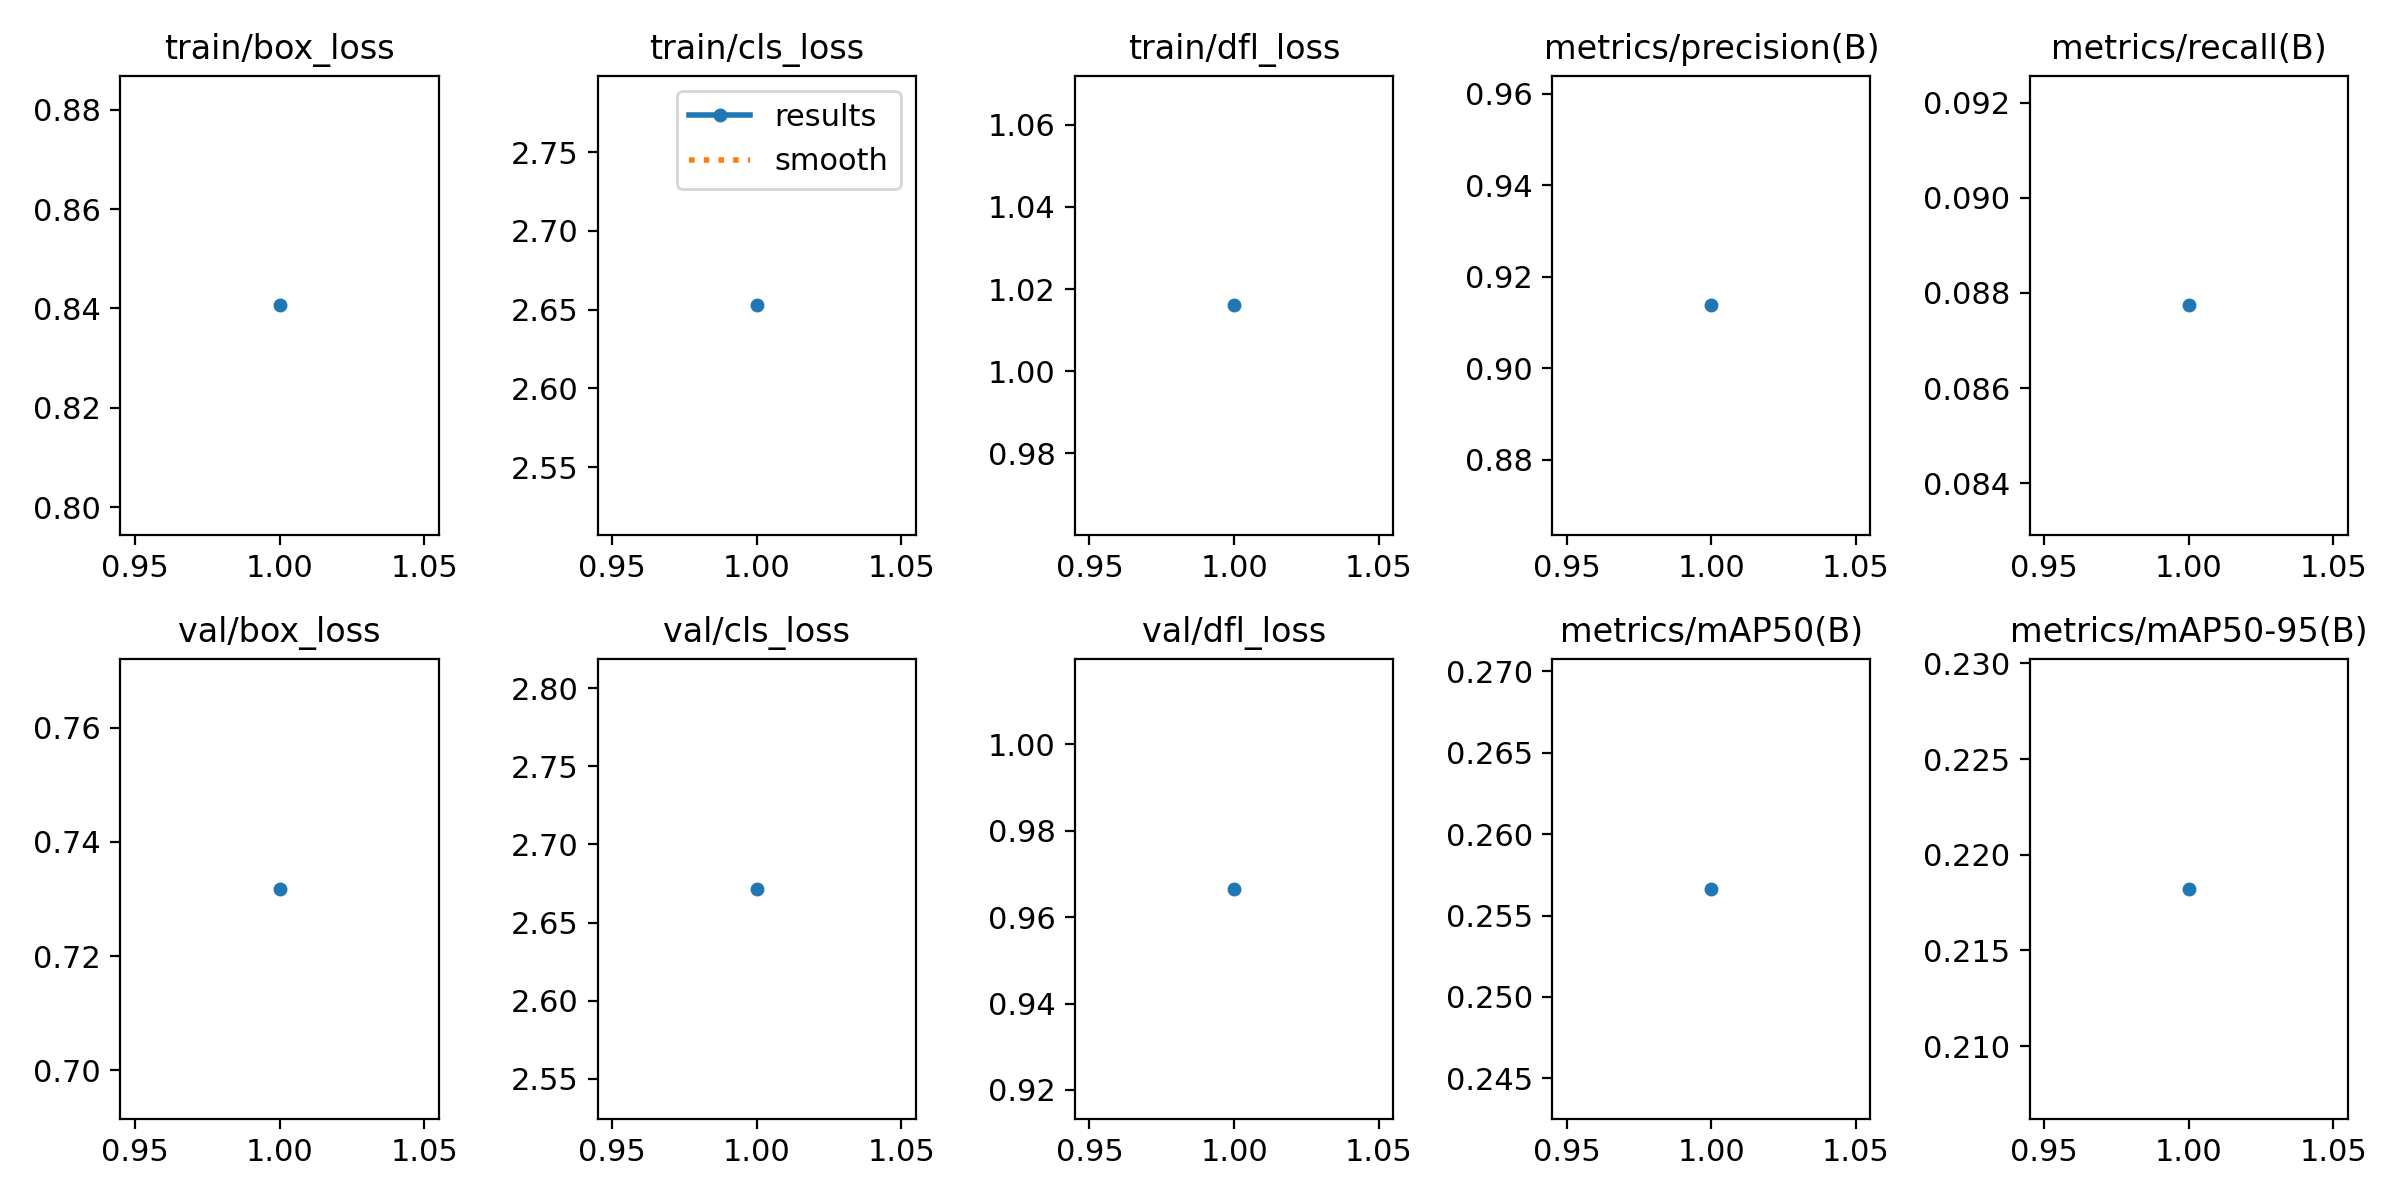 train/box_loss
0.88
0.86
0.84
0.82
0.80
0.95 1.00 1.05
train/cls_loss
results
smooth
2.75
2.70
2.65
2.60
2.55
0.95 1.00 1.05
train/dfl_loss
1.06
1.04
1.02
1.00
0.98
0.95 1.00 1.05
metrics/precision(B)
0.96
0.94
0.92
0.90
0.88
0.95 1.00 1.05
metrics/recall(B)
0.092
0.090
0.088
0.086
0.084
0.95 1.00 1.05
val/box_loss
0.76
0.74
0.72
0.70
0.95 1.00 1.05
val/cls_loss
2.80
2.75
2.70
2.65
2.60
2.55
0.95 1.00 1.05
val/dfl_loss
1.00
0.98
0.96
0.94
0.92
0.95 1.00 1.05
metrics/mAP50(B)
0.270
0.265
0.260
0.255
0.250
0.245
0.95 1.00 1.05
metrics/mAP50-95(B)
0.230
0.225
0.220
0.215
0.210
0.95 1.00 1.05